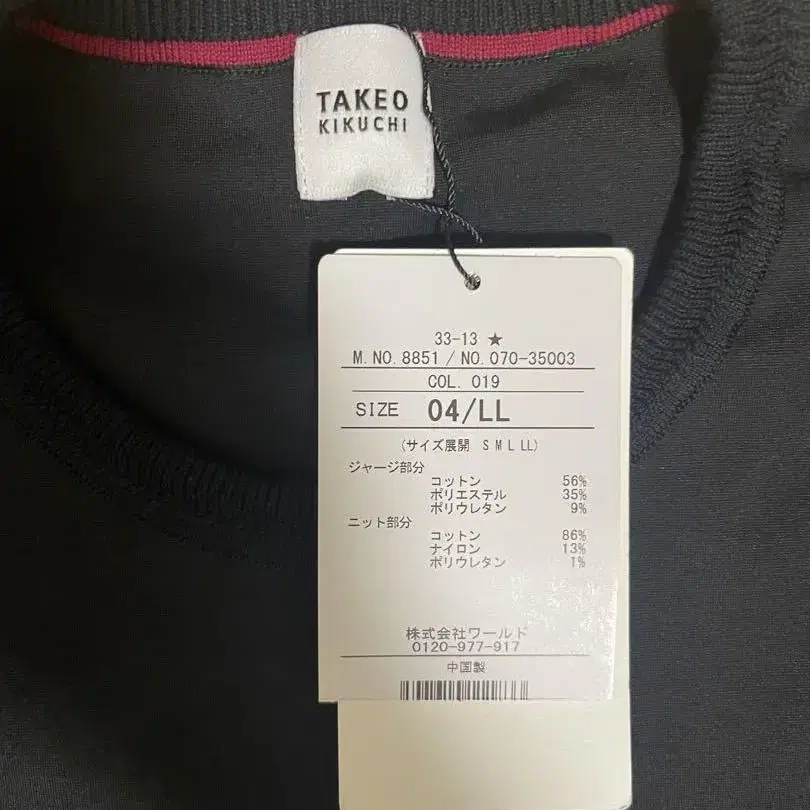 TAKEO
KIKUCHI
33-13 ★
M.NO.8851 / NO.070-35003
COL. 019
SIZE 04/LL
(サイズ展開 S M L LL)
ジャージ部分
コットン 56%
ポリエステル 35%
ポリウレタン 9%
ニット部分
コットン 86%
ナイロン 13%
ポリウレタン 1%
株式会社ワールド
0120-977-917
中国製